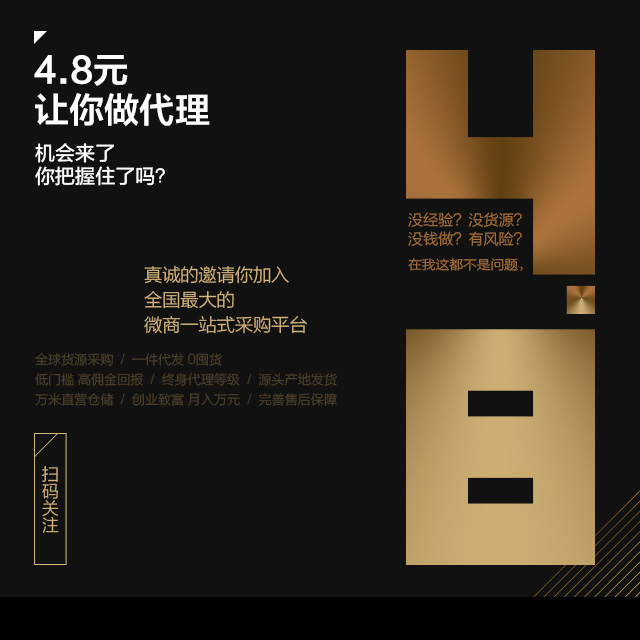 4.8元
让你做代理
机会来了
你把握住了吗？
4.8
没经验？没货源？
没钱做？有风险？
在我这都不是问题，
真诚的邀请你加入
全国最大的
微商一站式采购平台
全球货源采购 / 一件代发 0囤货
低门槛 高佣金回报 / 终身代理等级 / 源头产地发货
万米直营仓储 / 创业致富 月入万元 / 完善售后保障
扫码关注